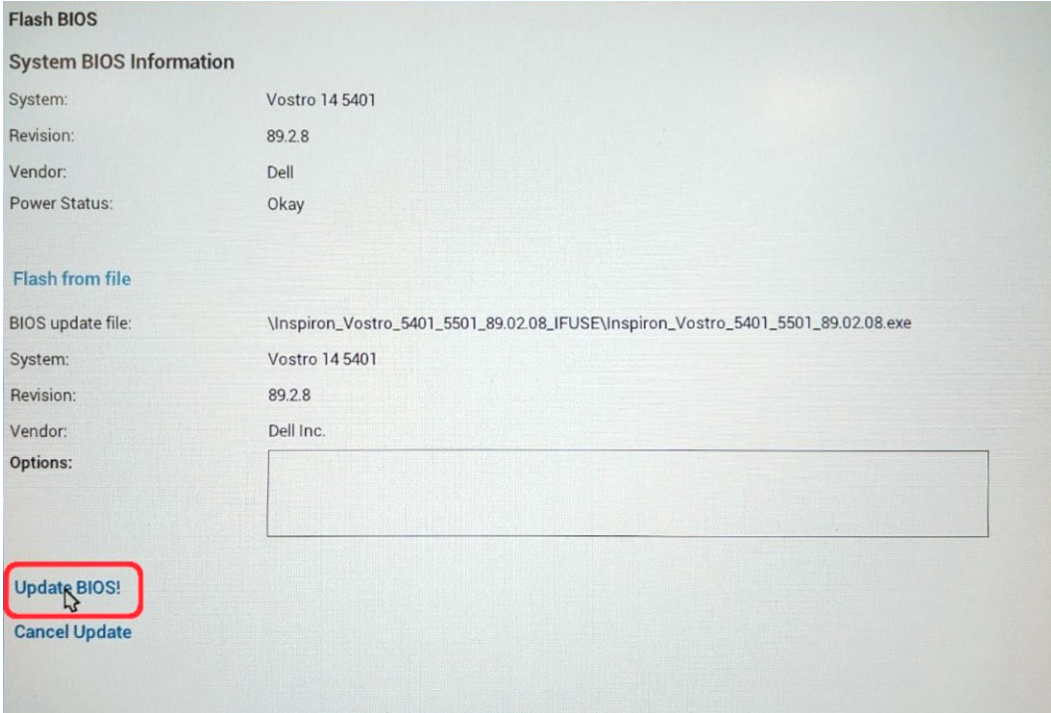 Flash BIOS
System BIOS Information
System: Vostro 14 5401
Revision: 89.2.8
Vendor: Dell
Power Status: Okay
Flash from file
BIOS update file: \Inspiron_Vostro_5401_5501_89.02.08_IFUSE\Inspiron_Vostro_5401_5501_89.02.08.exe
System: Vostro 14 5401
Revision: 89.2.8
Vendor: Dell Inc.
Options:
Update BIOS!
Cancel Update